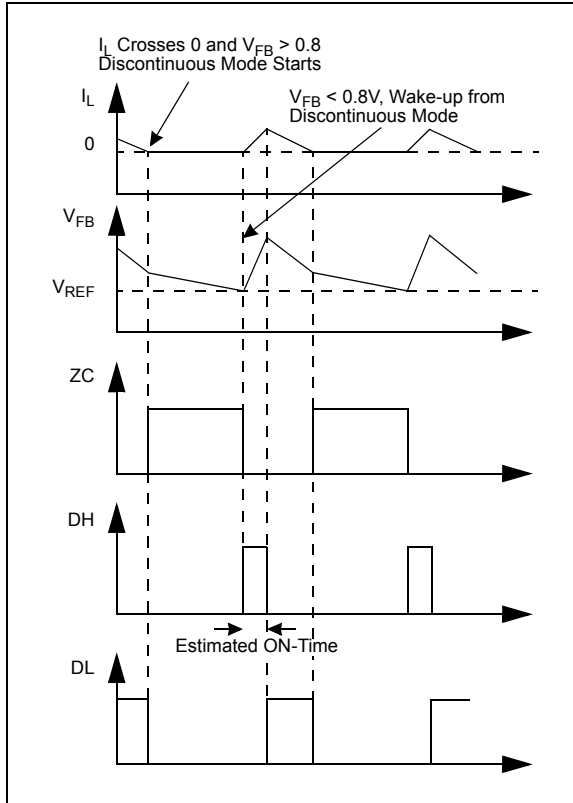 I_L Crosses 0 and V_FB > 0.8
Discontinuous Mode Starts
V_FB < 0.8V, Wake-up from
Discontinuous Mode
I_L
0
V_FB
V_REF
ZC
DH
Estimated ON-Time
DL